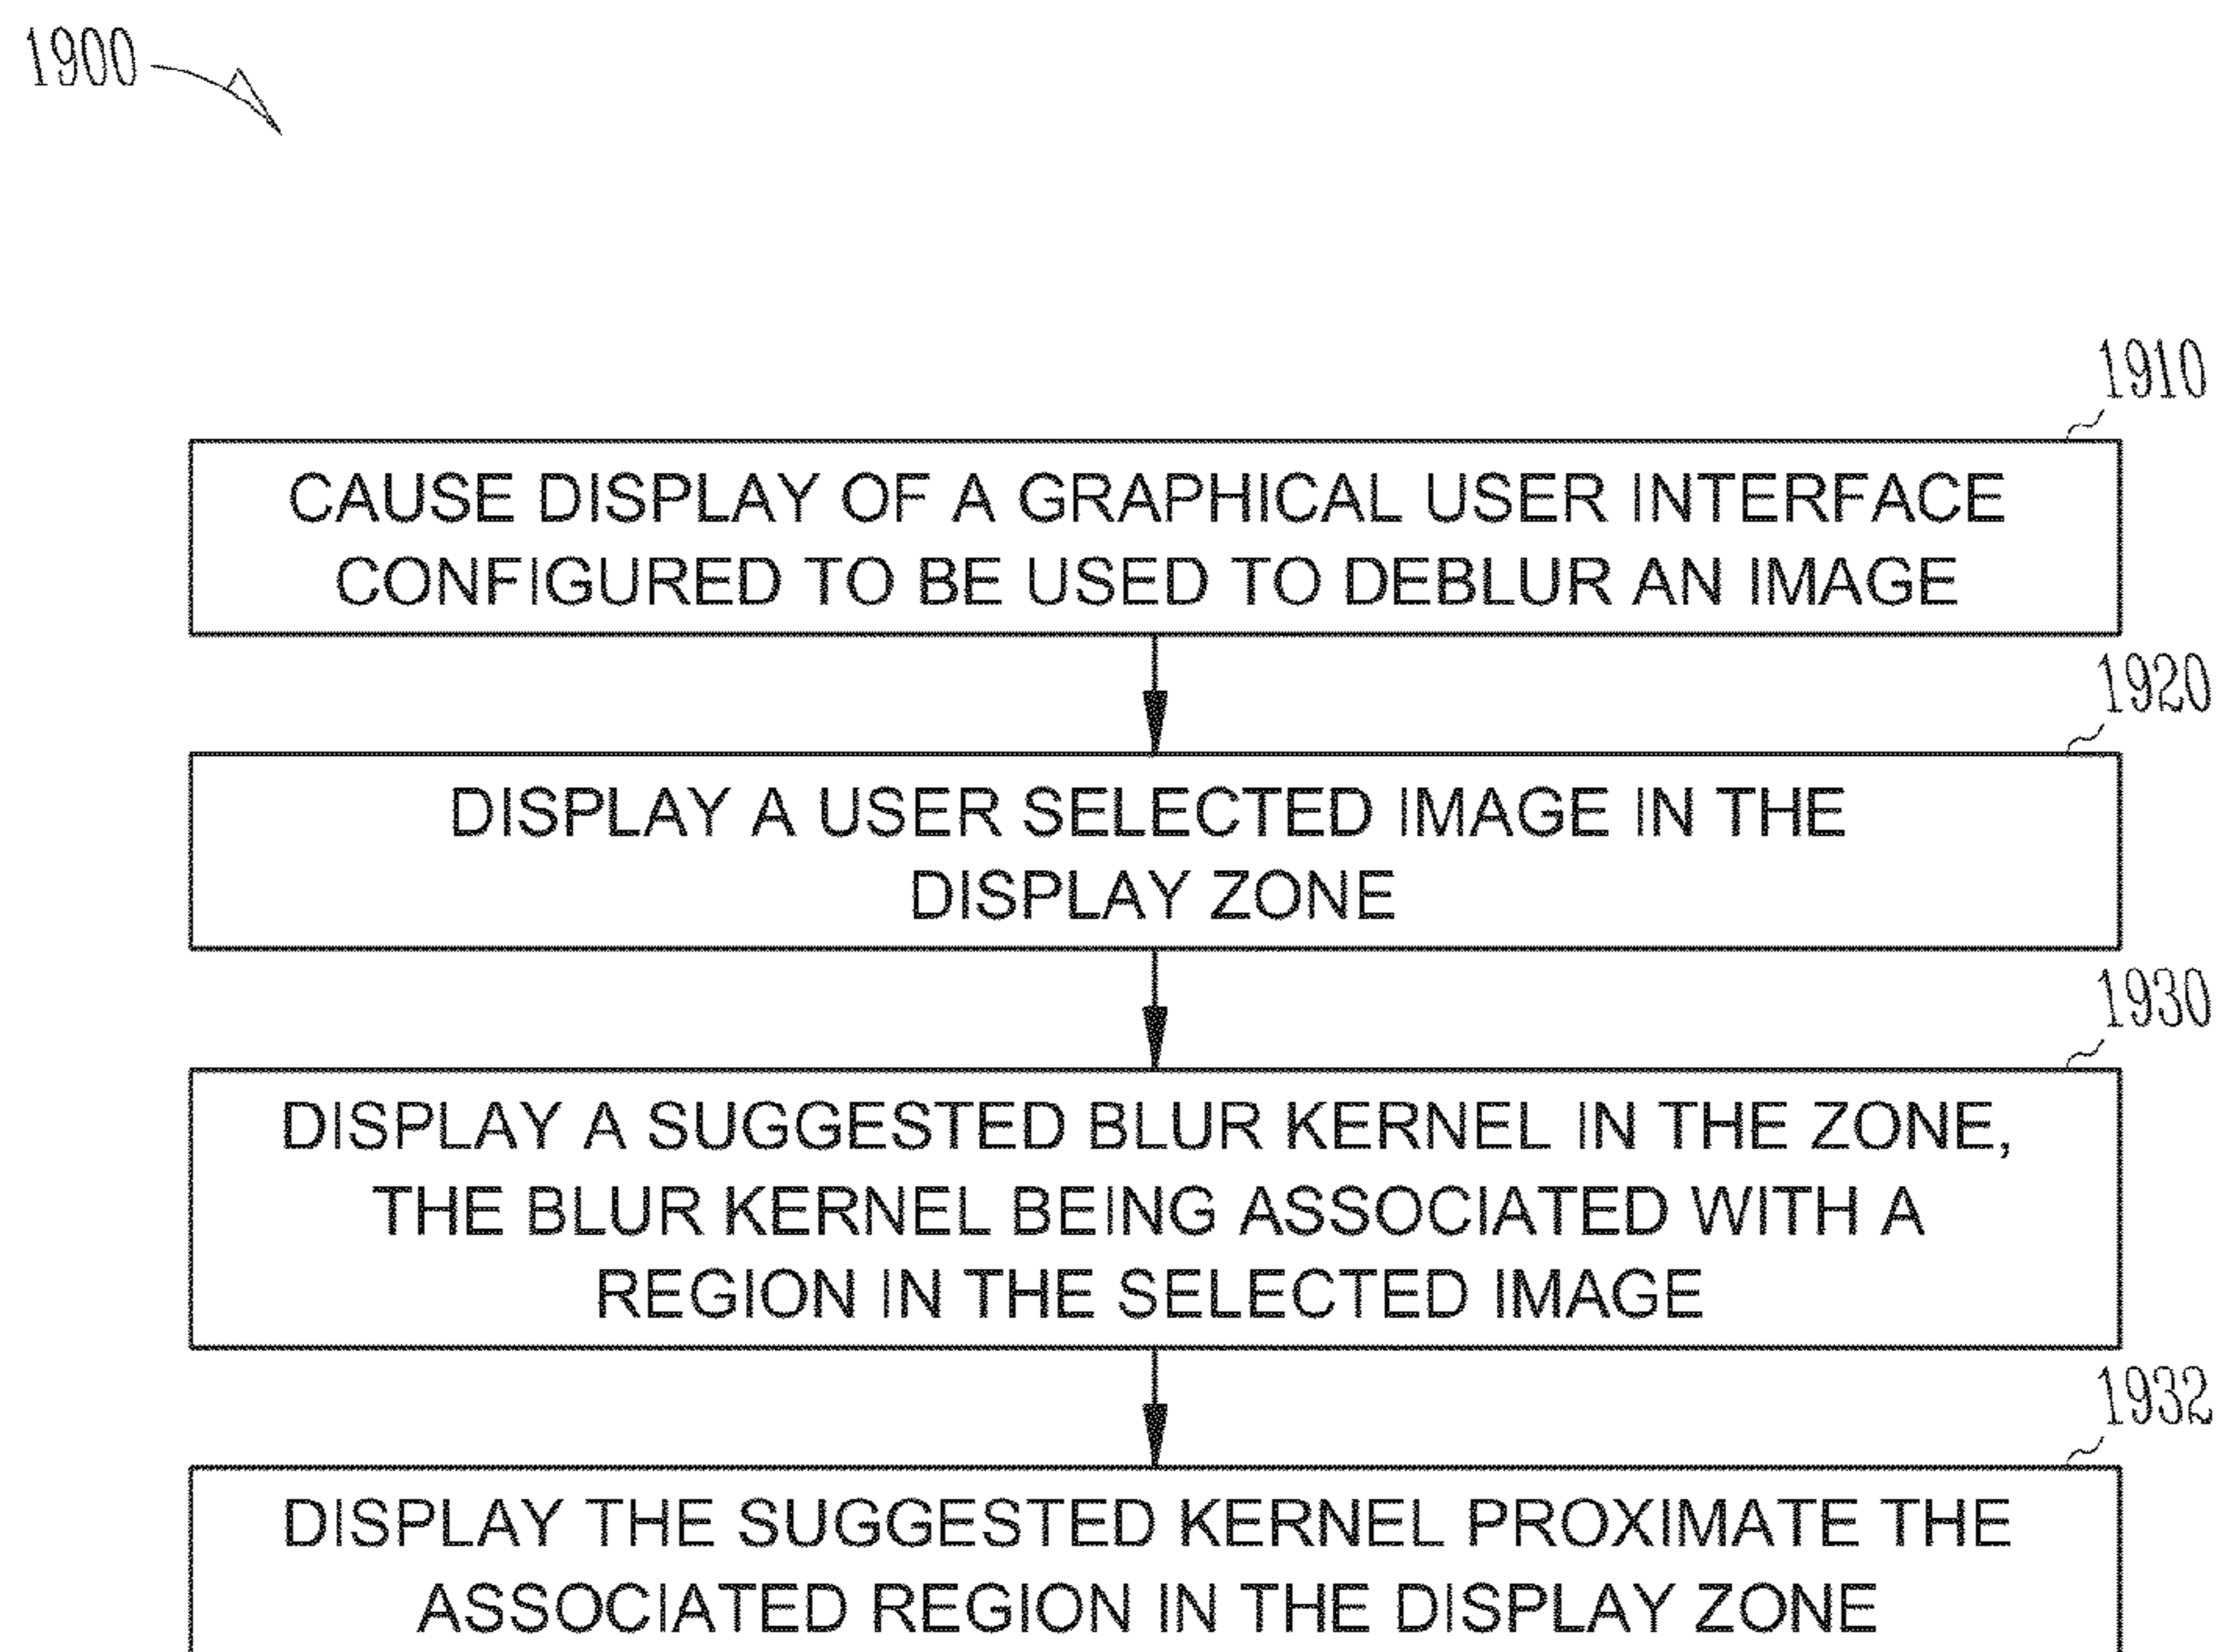 1900
1910
CAUSE DISPLAY OF A GRAPHICAL USER INTERFACE
CONFIGURED TO BE USED TO DEBLUR AN IMAGE
1920
DISPLAY A USER SELECTED IMAGE IN THE
DISPLAY ZONE
1930
DISPLAY A SUGGESTED BLUR KERNEL IN THE ZONE,
THE BLUR KERNEL BEING ASSOCIATED WITH A
REGION IN THE SELECTED IMAGE
1932
DISPLAY THE SUGGESTED KERNEL PROXIMATE THE
ASSOCIATED REGION IN THE DISPLAY ZONE